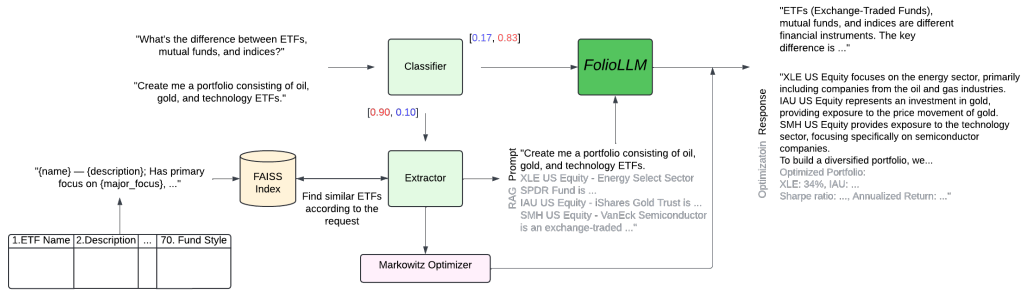 "What's the difference between ETFs,
mutual funds, and indices?"
"Create me a portfolio consisting of oil,
gold, and technology ETFs."
Classifier
[0.17, 0.83]
[0.90, 0.10]
FolioLLM
"ETFs (Exchange-Traded Funds),
mutual funds, and indices are different
financial instruments. The key
difference is ..."
"{name} — {description}; Has primary
focus on {major_focus}, ..."
FAISS
Index
Find similar ETFs
according to the
request
Extractor
RAG Prompt
"Create me a portfolio consisting of oil,
gold, and technology ETFs.
XLE US Equity - Energy Select Sector
SPDR Fund is ...
IAU US Equity - iShares Gold Trust is ...
SMH US Equity - VanEck Semiconductor
is an exchange-traded ..."
Optimizatoin Response
"XLE US Equity focuses on the energy sector, primarily
including companies from the oil and gas industries.
IAU US Equity represents an investment in gold,
providing exposure to the price movement of gold.
SMH US Equity provides exposure to the technology
sector, focusing specifically on semiconductor
companies.
To build a diversified portfolio, we...
Optimized Portfolio:
XLE: 34%, IAU: ...
Sharpe ratio: ..., Annualized Return: ..."
1.ETF Name 2.Description ... 70. Fund Style
Markowitz Optimizer